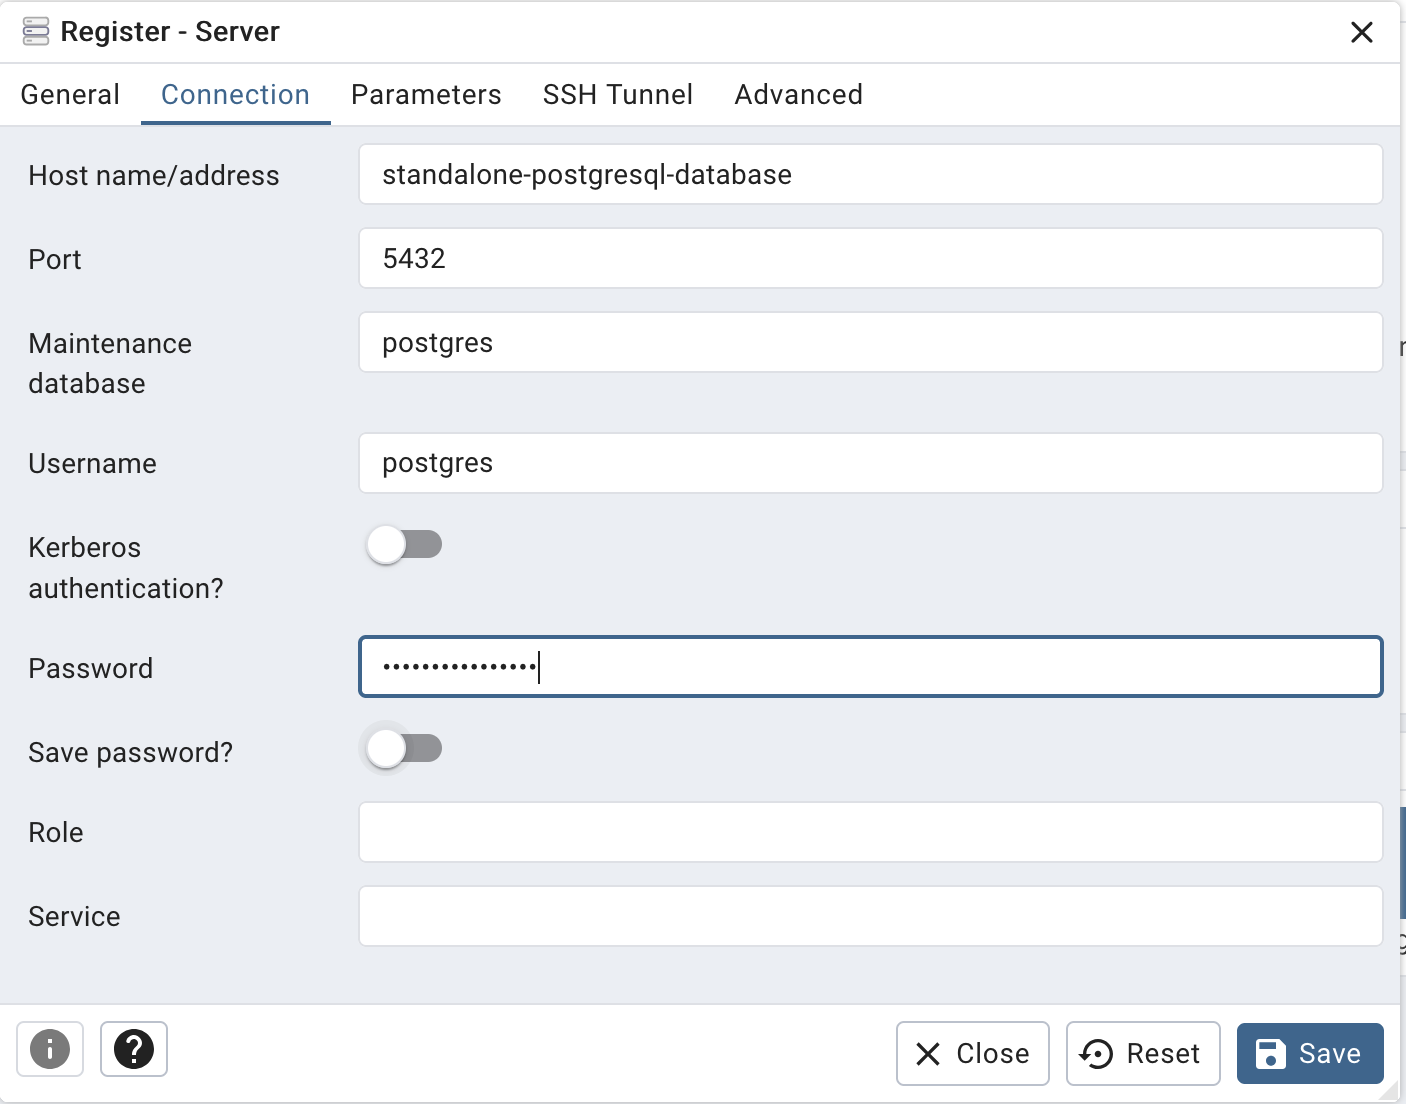 Register - Server
General Connection Parameters SSH Tunnel Advanced
Host name/address standalone-postgresql-database
Port 5432
Maintenance database postgres
Username postgres
Kerberos authentication?
Password ••••••••••••••••
Save password?
Role
Service
Close Reset Save